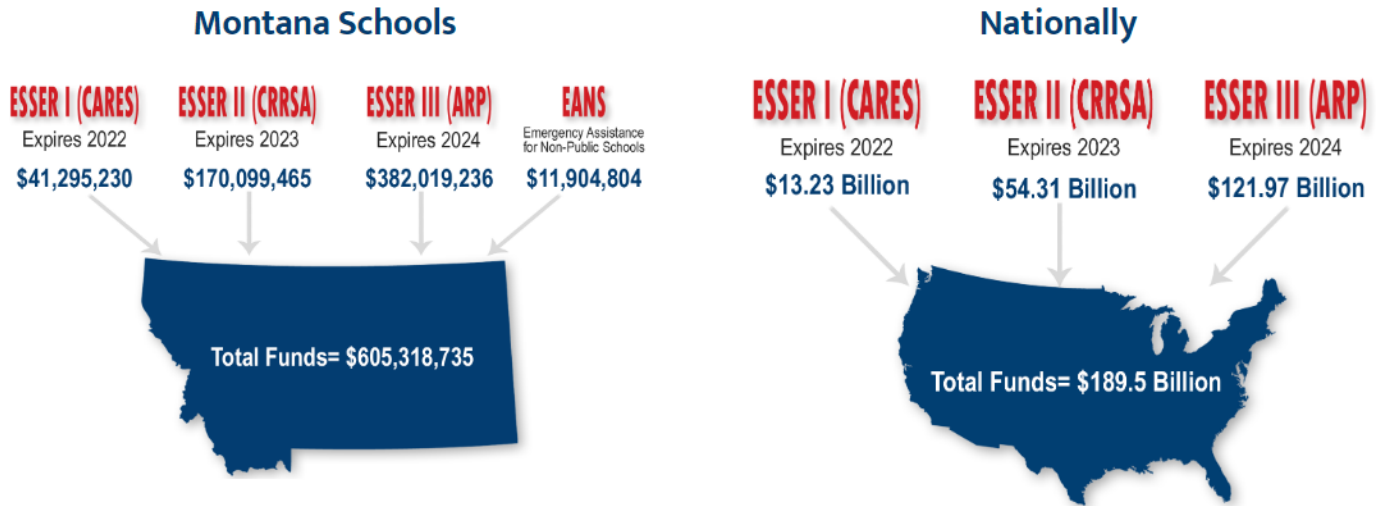 Montana Schools
ESSER I (CARES)
Expires 2022
$41,295,230
ESSER II (CRRSA)
Expires 2023
$170,099,465
ESSER III (ARP)
Expires 2024
$382,019,236
EANS
Emergency Assistance
for Non-Public Schools
$11,904,804
Total Funds= $605,318,735
Nationally
ESSER I (CARES)
Expires 2022
$13.23 Billion
ESSER II (CRRSA)
Expires 2023
$54.31 Billion
ESSER III (ARP)
Expires 2024
$121.97 Billion
Total Funds= $189.5 Billion